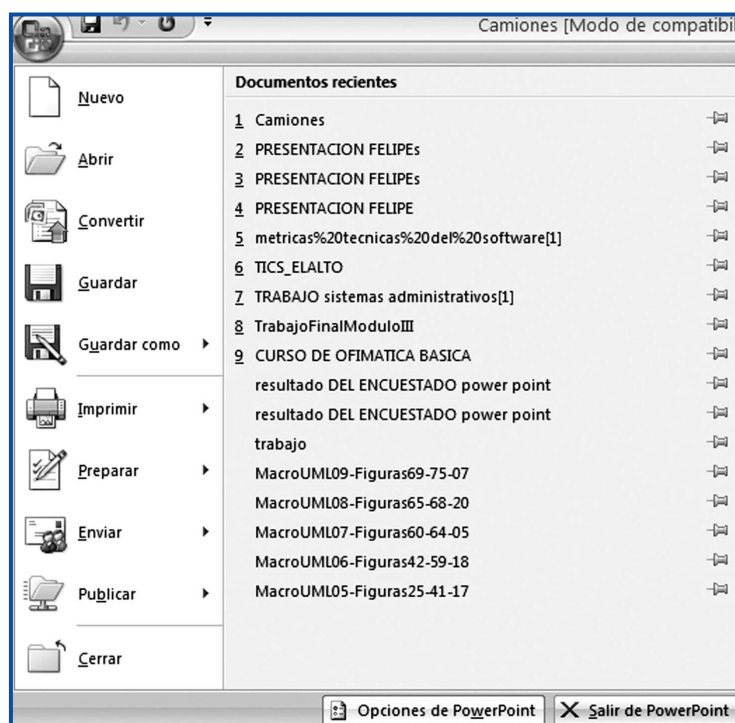 Camiones [Modo de compatibil
Nuevo
Abrir
Convertir
Guardar
Guardar como
Imprimir
Preparar
Enviar
Publicar
Cerrar
Documentos recientes
1 Camiones
2 PRESENTACION FELIPEs
3 PRESENTACION FELIPEs
4 PRESENTACION FELIPE
5 metricas%20tecnicas%20del%20software[1]
6 TICS_ELALTO
7 TRABAJO sistemas administrativos[1]
8 TrabajoFinalModuloIII
9 CURSO DE OFIMATICA BASICA
resultado DEL ENCUESTADO power point
resultado DEL ENCUESTADO power point
trabajo
MacroUML09-Figuras69-75-07
MacroUML08-Figuras65-68-20
MacroUML07-Figuras60-64-05
MacroUML06-Figuras42-59-18
MacroUML05-Figuras25-41-17
Opciones de PowerPoint
Salir de PowerPoint